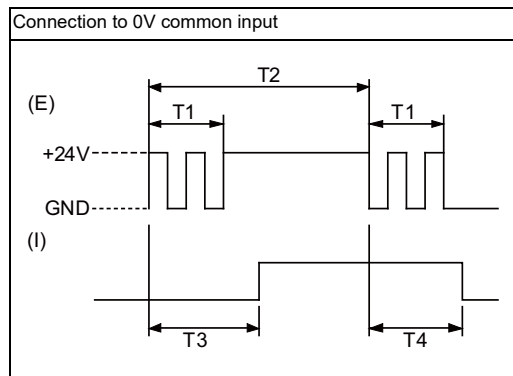 Connection to 0V common input
T2
(E)
T1
T1
+24V
GND
(I)
T3
T4